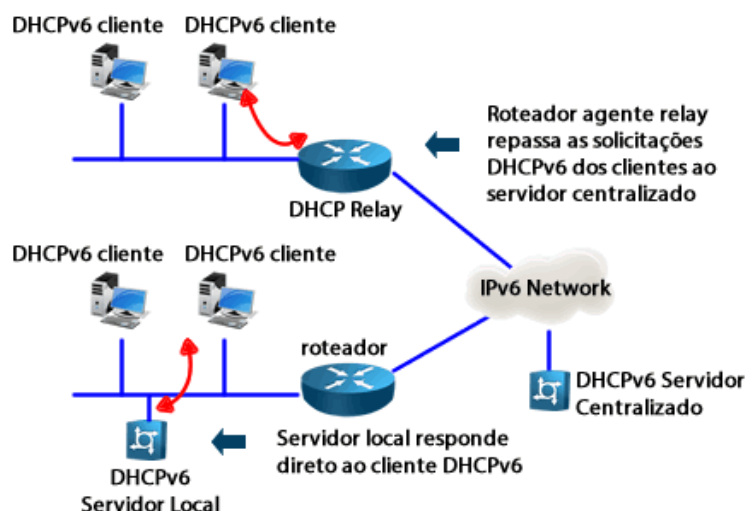 DHCPv6 cliente
DHCPv6 cliente
Roteador agente relay
repassa as solicitações
DHCPv6 dos clientes ao
servidor centralizado
DHCP Relay
DHCPv6 cliente
DHCPv6 cliente
IPv6 Network
roteador
DHCPv6 Servidor
Centralizado
Servidor local responde
direto ao cliente DHCPv6
DHCPv6
Servidor Local